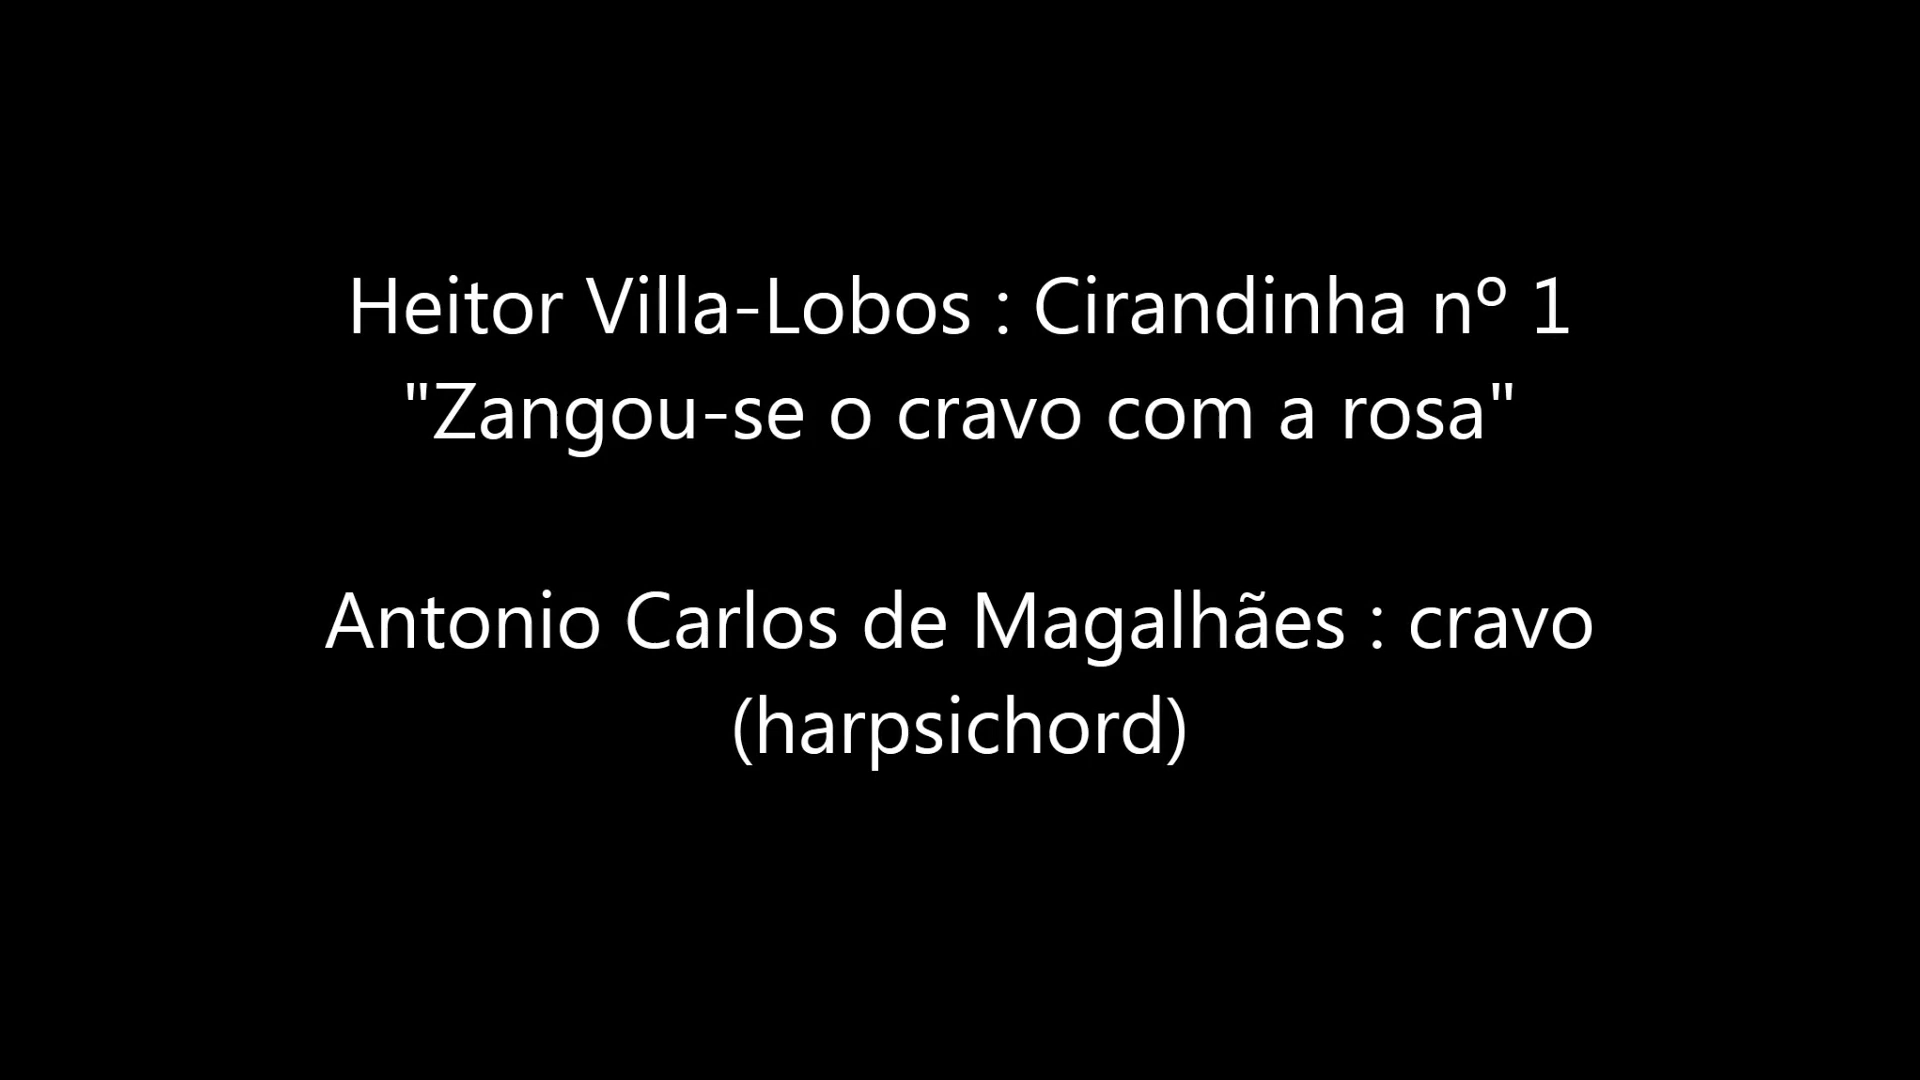 Heitor Villa-Lobos : Cirandinha nº 1
"Zangou-se o cravo com a rosa"
Antonio Carlos de Magalhães : cravo
(harpsichord)